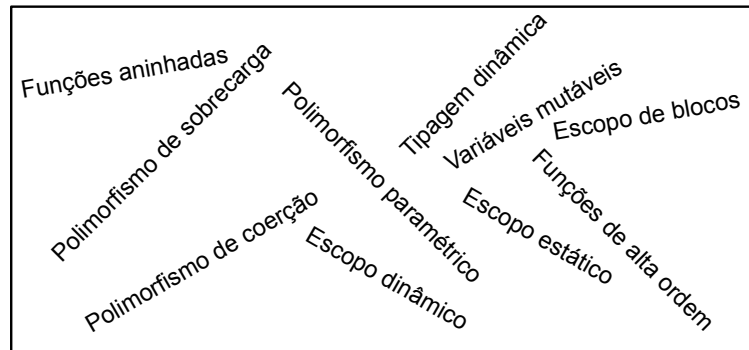 Funções aninhadas
Polimorfismo de sobrecarga
Polimorfismo paramétrico
Tipagem dinâmica
Variáveis mutáveis
Escopo de blocos
Funções de alta ordem
Escopo estático
Polimorfismo de coerção
Escopo dinâmico